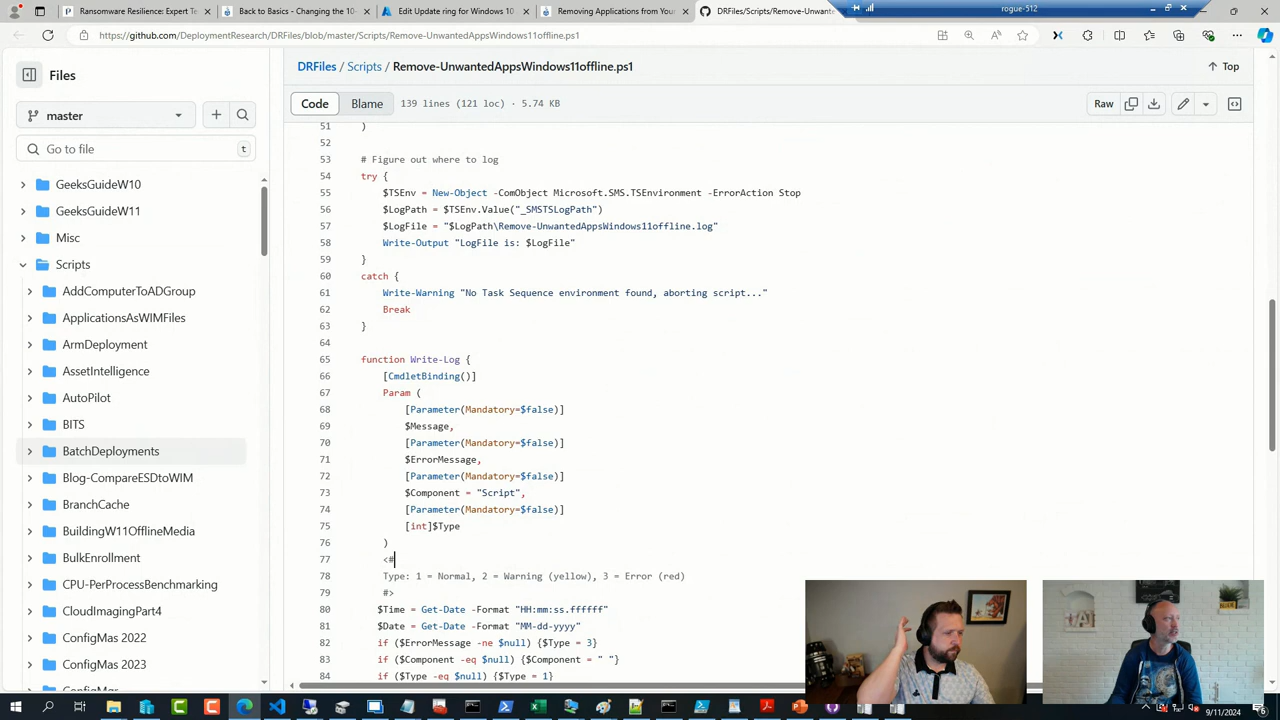 Ransomware Resilience: Expert Te
Back to Basics - Changing the 10-
Edit Update ring for Windows 10
Removing Applications from You
DRFiles/Scripts/Remove-Unwante
rogue-512
https://github.com/DeploymentResearch/DRFiles/blob/master/Scripts/Remove-UnwantedAppsWindows11offline.ps1
Files
DRFiles / Scripts / Remove-UnwantedAppsWindows11offline.ps1
Top
master
Code
Blame
139 lines (121 loc) · 5.74 KB
Raw
Go to file
t
GeeksGuideW10
GeeksGuideW11
Misc
Scripts
AddComputerToADGroup
ApplicationsAsWIMFiles
ArmDeployment
AssetIntelligence
AutoPilot
BITS
BatchDeployments
Blog-CompareESDtoWIM
BranchCache
BuildingW11OfflineMedia
BulkEnrollment
CPU-PerProcessBenchmarking
CloudImagingPart4
ConfigMas 2022
ConfigMas 2023
51 )
52
53 # Figure out where to log
54 try {
55 $TSEnv = New-Object -ComObject Microsoft.SMS.TSEnvironment -ErrorAction Stop
56 $LogPath = $TSEnv.Value("_SMSTSLogPath")
57 $LogFile = "$LogPath\Remove-UnwantedAppsWindows11offline.log"
58 Write-Output "LogFile is: $LogFile"
59 }
60 catch {
61 Write-Warning "No Task Sequence environment found, aborting script..."
62 Break
63 }
64
65 function Write-Log {
66 [CmdletBinding()]
67 Param (
68 [Parameter(Mandatory=$false)]
69 $Message,
70 [Parameter(Mandatory=$false)]
71 $ErrorMessage,
72 [Parameter(Mandatory=$false)]
73 $Component = "Script",
74 [Parameter(Mandatory=$false)]
75 [int]$Type
76 )
77 <#
78 Type: 1 = Normal, 2 = Warning (yellow), 3 = Error (red)
79 #>
80 $Time = Get-Date -Format "HH:mm:ss.ffffff"
81 $Date = Get-Date -Format "MM-dd-yyyy"
82 if ($ErrorMessage -ne $null) {$Type = 3}
83 if ($Component -eq $null) {$Component = " "}
84 if ($Type -eq $null) {$Type = 1}
9/11/2024